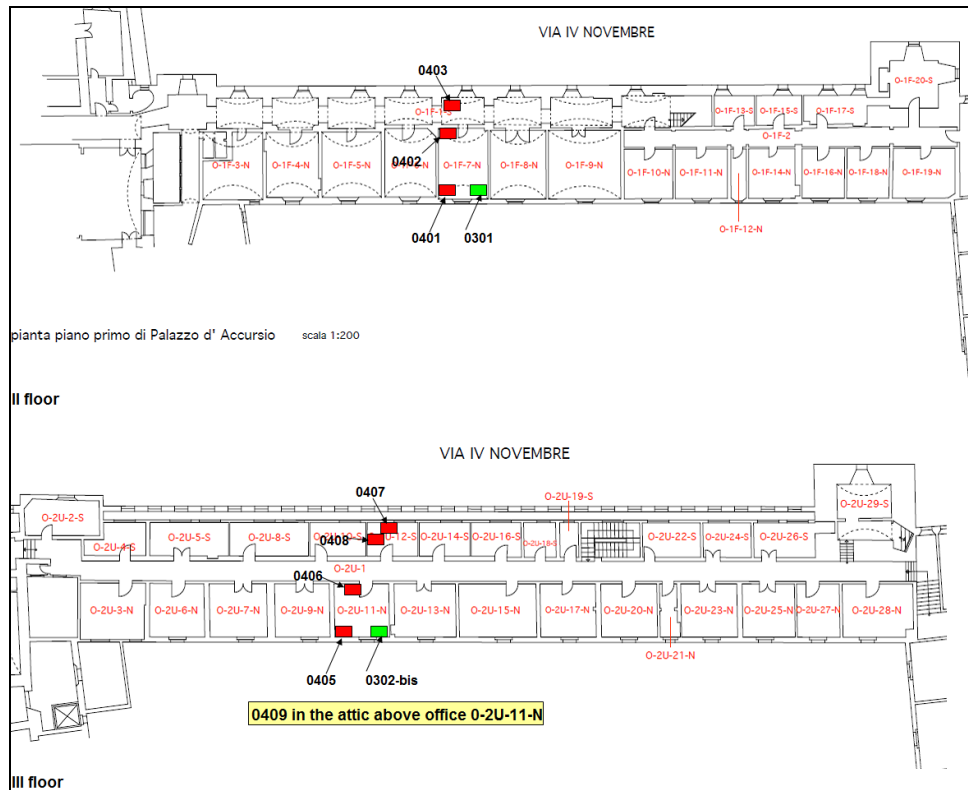 VIA IV NOVEMBRE
0403
O-1F-20-S
O-1F-13-S O-1F-15-S O-1F-17-S
O-1F-2
0402
O-1F-3-N O-1F-4-N O-1F-5-N O-1F-7-N O-1F-8-N O-1F-9-N O-1F-10-N O-1F-11-N O-1F-14-N O-1F-16-N O-1F-18-N O-1F-19-N
0401 0301 O-1F-12-N
pianta piano primo di Palazzo d' Accursio scala 1:200
II floor
VIA IV NOVEMBRE
0407 O-2U-19-S
O-2U-2-S O-2U-29-S
0408
O-2U-4-S O-2U-5-S O-2U-8-S O-2U-14-S O-2U-16-S O-2U-18-S O-2U-22-S O-2U-24-S O-2U-26-S
O-2U-1
0406
O-2U-3-N O-2U-6-N O-2U-7-N O-2U-9-N O-2U-11-N O-2U-13-N O-2U-15-N O-2U-17-N O-2U-20-N O-2U-23-N O-2U-25-N O-2U-27-N O-2U-28-N
O-2U-21-N
0405 0302-bis
0409 in the attic above office 0-2U-11-N
III floor